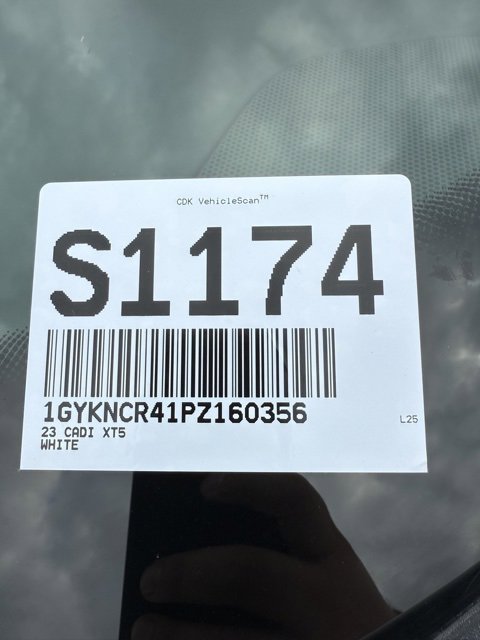 CDK VehicleScan™
S1174
1GYKNCR41PZ160356
23 CADI XT5
WHITE
L25